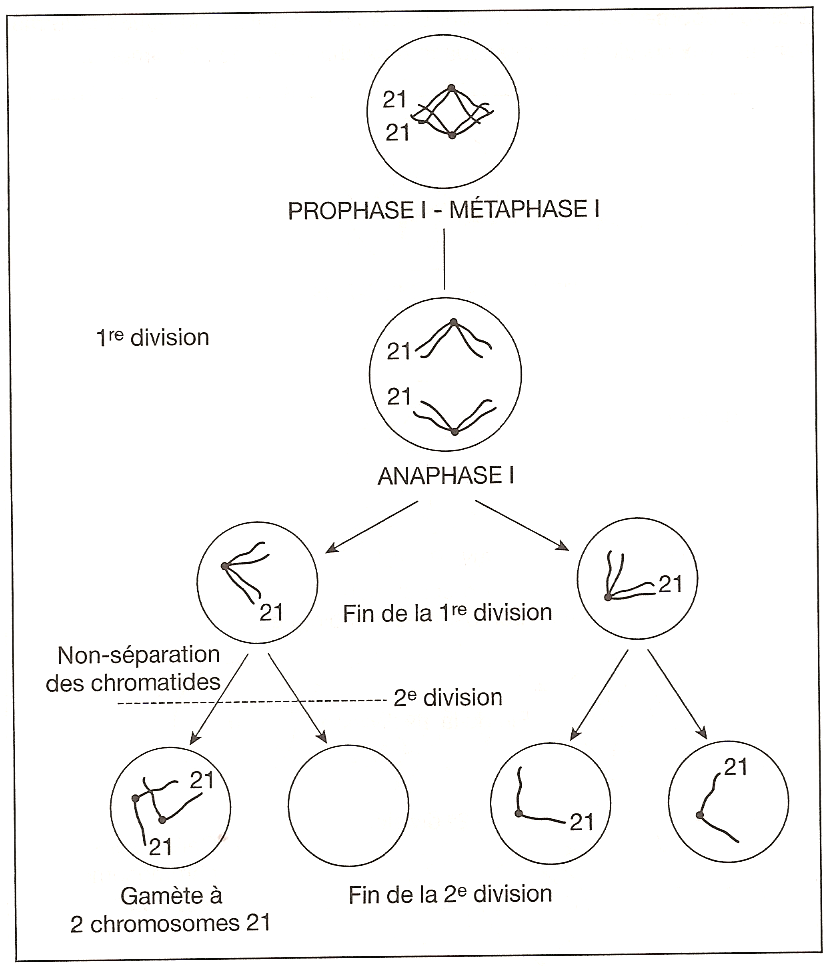 21
21
PROPHASE I - MÉTAPHASE I
1re division
21
21
ANAPHASE I
21
Fin de la 1re division
21
Non-séparation
des chromatides
2e division
21
21
21
21
Gamète à
2 chromosomes 21
Fin de la 2e division